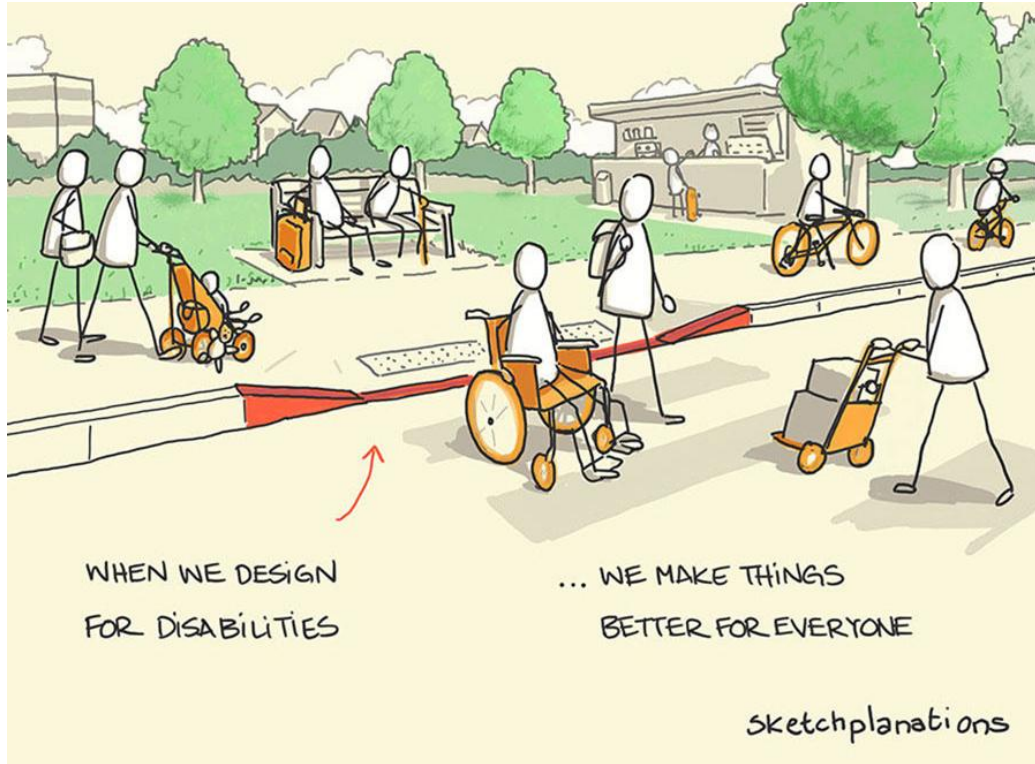 WHEN WE DESIGN
FOR DISABILITIES
... WE MAKE THINGS
BETTER FOR EVERYONE
sketchplanations